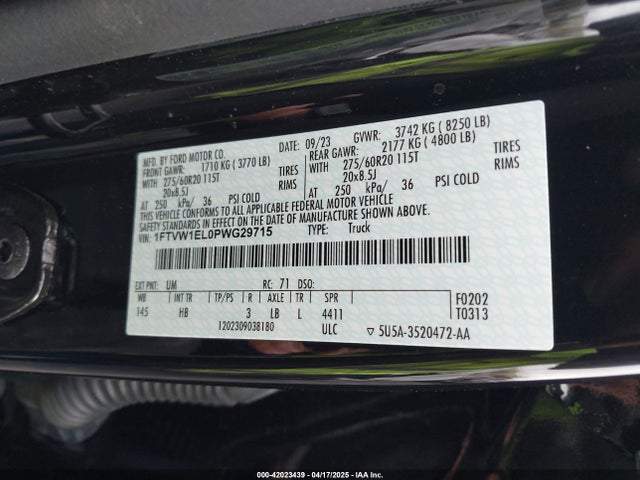 MFD. BY FORD MOTOR CO. DATE: 09/23 GVWR: 3742 KG ( 8250 LB)
FRONT GAWR: 1710 KG ( 3770 LB) REAR GAWR: 2177 KG ( 4800 LB)
WITH 275/60R20 115T TIRES WITH 275/60R20 115T TIRES
20x8.5J RIMS 20x8.5J RIMS
AT 250 kPa/ 36 PSI COLD AT 250 kPa/ 36 PSI COLD
THIS VEHICLE CONFORMS TO ALL APPLICABLE FEDERAL MOTOR VEHICLE
SAFETY STANDARDS IN EFFECT ON THE DATE OF MANUFACTURE SHOWN ABOVE.
VIN: 1FTVW1EL0PWG29715 TYPE: Truck
EXT PNT: UM RC: 71 DSO:
WB INT TR TP/PS R AXLE TR SPR F0202
145 HB 3 LB L 4411 T0313
1202309038180 ULC 5U5A-3520472-AA
000-42023439 - 04/17/2025 - IAA Inc.